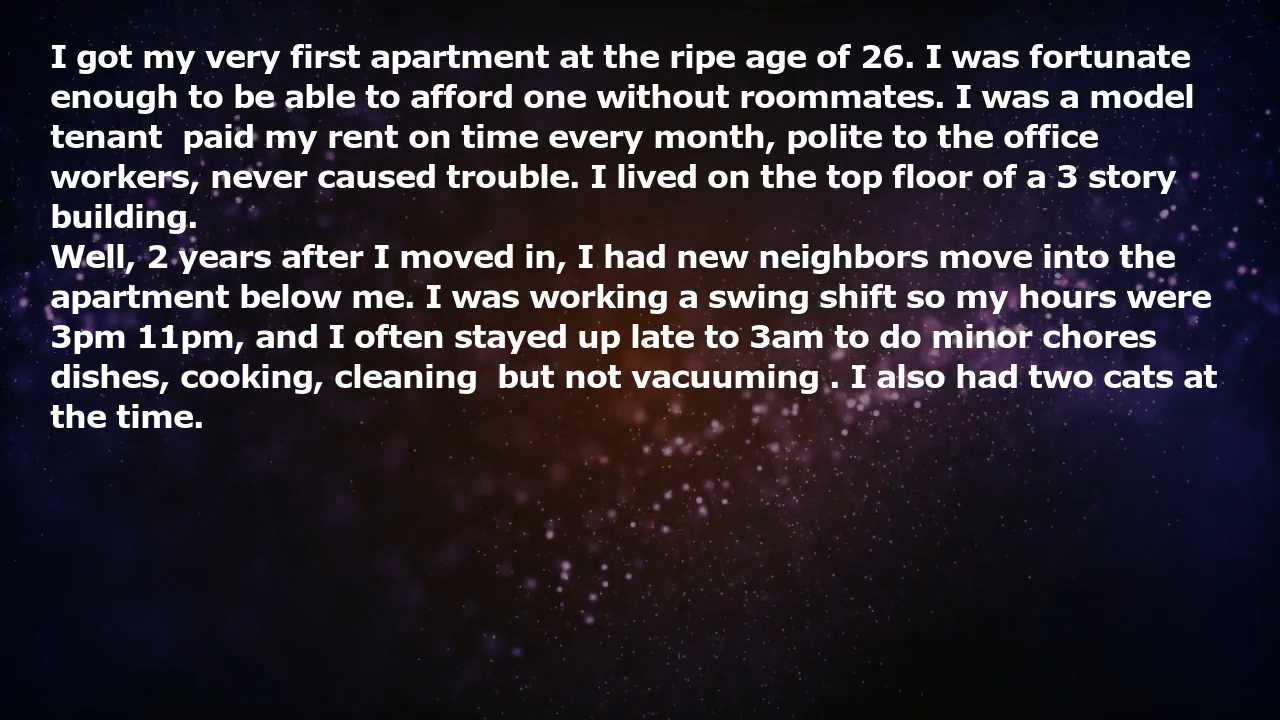 I got my very first apartment at the ripe age of 26. I was fortunate
enough to be able to afford one without roommates. I was a model
tenant  paid my rent on time every month, polite to the office
workers, never caused trouble. I lived on the top floor of a 3 story
building.
Well, 2 years after I moved in, I had new neighbors move into the
apartment below me. I was working a swing shift so my hours were
3pm 11pm, and I often stayed up late to 3am to do minor chores
dishes, cooking, cleaning  but not vacuuming . I also had two cats at
the time.